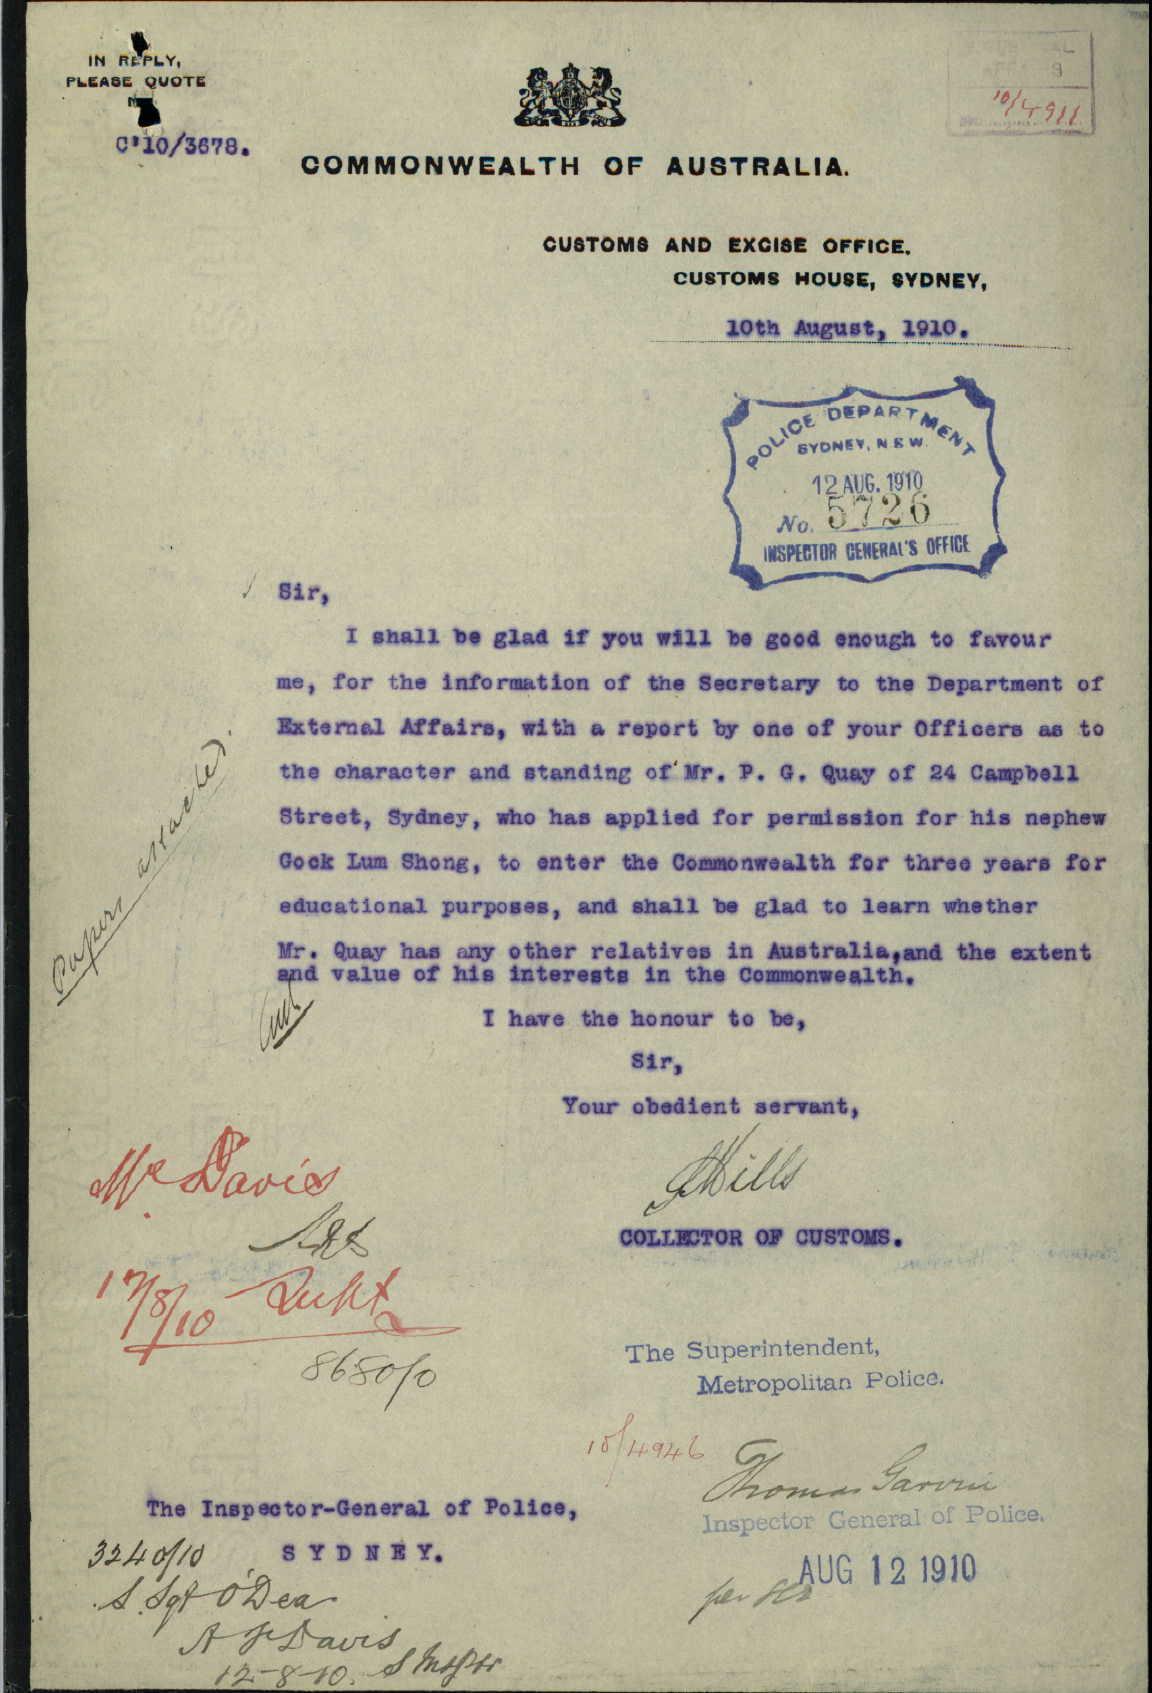 IN REPLY,
PLEASE QUOTE
C'10/3678.
10/4911
COMMONWEALTH OF AUSTRALIA.
CUSTOMS AND EXCISE OFFICE.
CUSTOMS HOUSE, SYDNEY,
10th August, 1910.
POLICE DEPARTMENT
SYDNEY, N.S.W.
12 AUG. 1910
No. 5726
INSPECTOR GENERAL'S OFFICE
Sir,
I shall be glad if you will be good enough to favour
me, for the information of the Secretary to the Department of
External Affairs, with a report by one of your Officers as to
the character and standing of Mr. P. G. Quay of 24 Campbell
Street, Sydney, who has applied for permission for his nephew
Gock Lum Shong, to enter the Commonwealth for three years for
educational purposes, and shall be glad to learn whether
Mr. Quay has any other relatives in Australia,and the extent
and value of his interests in the Commonwealth.
Papers attached.
I have the honour to be,
Sir,
Your obedient servant,
Mills
COLLECTOR OF CUSTOMS.
Mr Davis
12/8/10
8680/0
The Superintendent,
Metropolitan Police.
10/4946
Thomas Garvin
Inspector General of Police.
AUG 12 1910
The Inspector-General of Police,
SYDNEY.
3240/10
S. Sgt O'Dea
Davis
12-8-10.